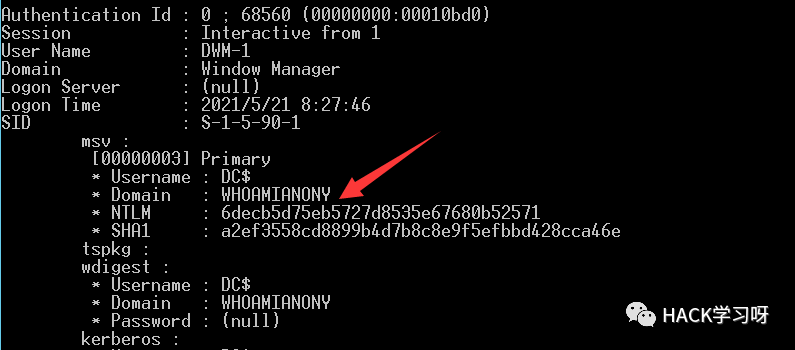 Authentication Id : 0 ; 68560 (00000000:00010bd0)
Session           : Interactive from 1
User Name         : DWM-1
Domain            : Window Manager
Logon Server      : (null)
Logon Time        : 2021/5/21 8:27:46
SID               : S-1-5-90-1
        msv :
         [00000003] Primary
         * Username : DC$
         * Domain   : WHOAMIANONY
         * NTLM     : 6decb5d75eb5727d8535e67680b52571
         * SHA1     : a2ef3558cd8899b4d7b8c8e9f5efbbd428cca46e
        tspkg :
        wdigest :
         * Username : DC$
         * Domain   : WHOAMIANONY
         * Password : (null)
        kerberos :
HACK学习呀